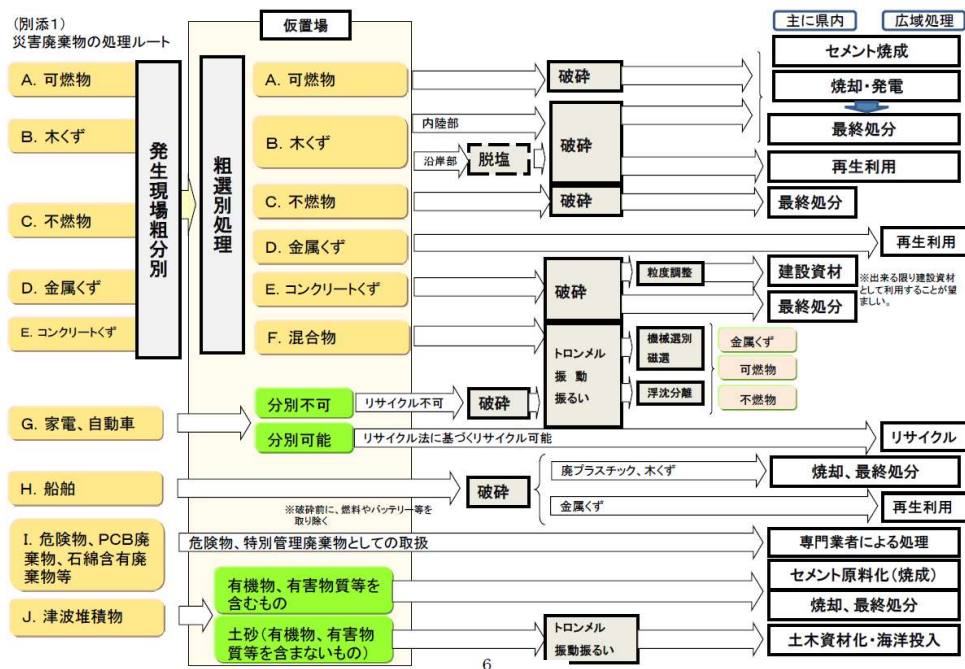 (別添1)
災害廃棄物の処理ルート
仮置場
主に県内
広域処理
A. 可燃物
B. 木くず
C. 不燃物
D. 金属くず
E. コンクリートくず
発生現場粗分別
粗選別処理
A. 可燃物
B. 木くず
C. 不燃物
D. 金属くず
E. コンクリートくず
F. 混合物
破砕
内陸部
沿岸部
脱塩
破砕
破砕
セメント焼成
焼却・発電
最終処分
再生利用
最終処分
再生利用
破砕
粒度調整
建設資材
※出来る限り建設資材
として利用することが望
ましい。
最終処分
トロンメル
振 動
振るい
機械選別
磁選
浮沈分離
金属くず
可燃物
不燃物
G. 家電、自動車
分別不可
リサイクル不可
破砕
分別可能
リサイクル法に基づくリサイクル可能
リサイクル
H. 船舶
※破砕前に、燃料やバッテリー等を
取り除く
破砕
廃プラスチック、木くず
焼却、最終処分
金属くず
再生利用
I. 危険物、PCB廃
棄物、石綿含有廃
棄物等
危険物、特別管理廃棄物としての取扱
専門業者による処理
J. 津波堆積物
有機物、有害物質等を
含むもの
セメント原料化(焼成)
焼却、最終処分
土砂(有機物、有害物
質等を含まないもの)
トロンメル
振動振るい
土木資材化・海洋投入
6